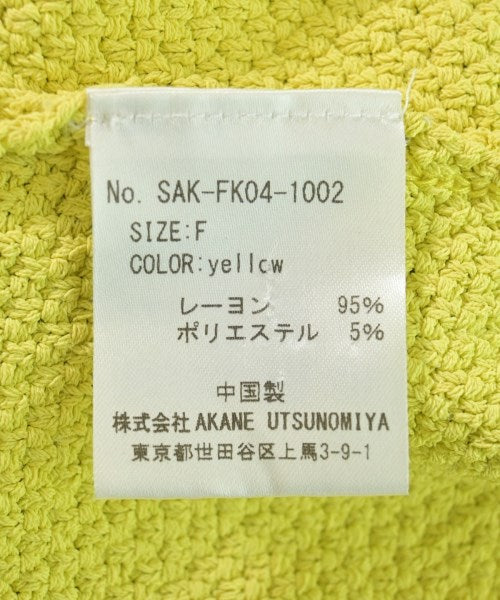 No. SAK-FK04-1002
SIZE:F
COLOR:yellow
レーヨン 95%
ポリエステル 5%
中国製
株式会社AKANE UTSUNOMIYA
東京都世田谷区上馬3-9-1